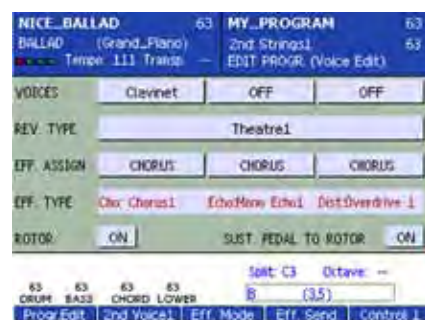 NICE_BALLAD 63 MY_PROGRAM 63
BALLAD (Grand_Piano) 2nd Strings1 63
Tempo: 111 Transp. -- EDIT PROGR. (Voice Edit)
VOICES Clavinet OFF OFF
REV. TYPE Theatre1
EFF. ASSIGN CHORUS CHORUS CHORUS
EFF. TYPE Chor:Chorus1 Echo:Mono Echo1 Dist:Overdrive 1
ROTOR ON SUST. PEDAL TO ROTOR ON
Split: C3 Octave: --
63 63 63 63
DRUM BASS CHORD LOWER B (3,5)
Progr.Edit 2nd Voice1 Eff. Mode Eff. Send Control 1